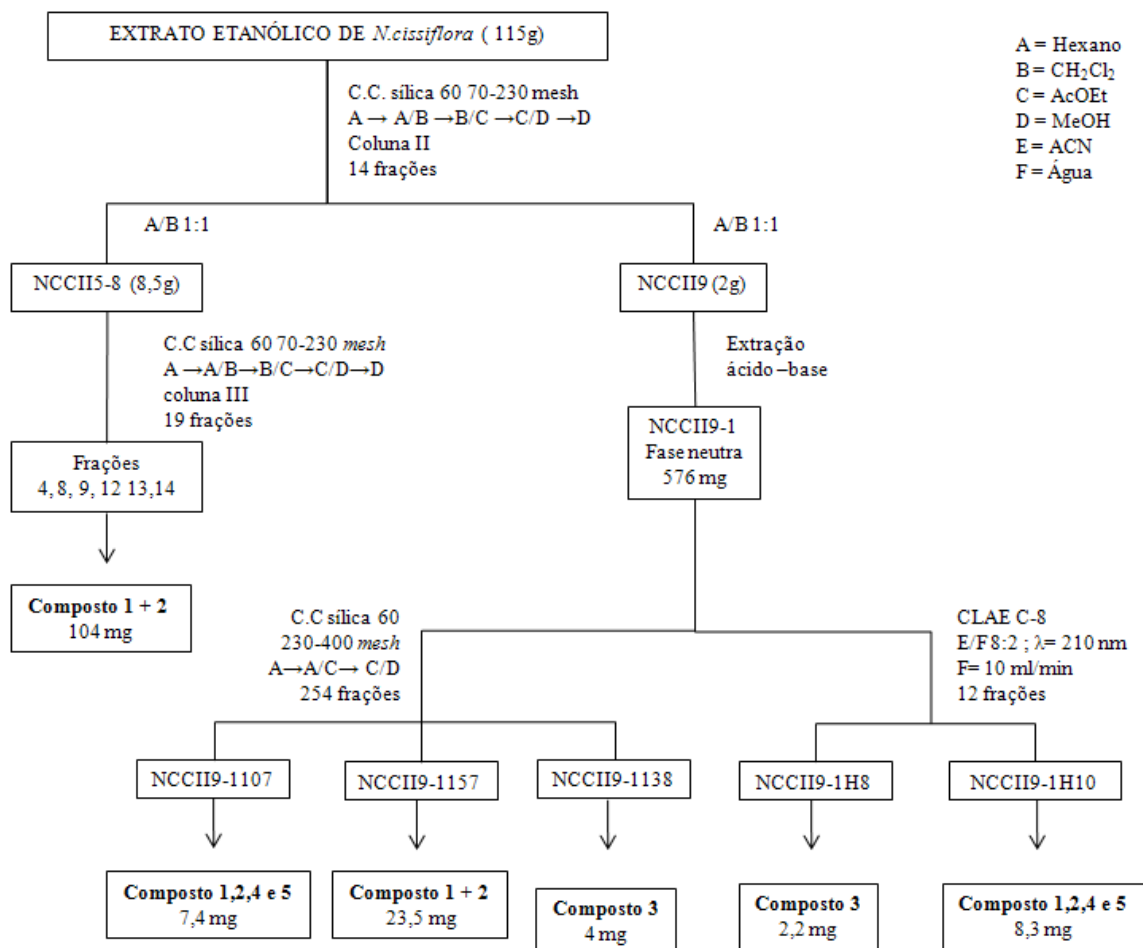 EXTRATO ETANÓLICO DE N.cissiflora ( 115g)
A = Hexano
B = CH₂Cl₂
C = AcOEt
D = MeOH
E = ACN
F = Água
C.C. sílica 60 70-230 mesh
A → A/B →B/C →C/D →D
Coluna II
14 frações
A/B 1:1
A/B 1:1
NCCII5-8 (8,5g)
NCCII9 (2g)
C.C sílica 60 70-230 mesh
A →A/B→B/C→C/D→D
coluna III
19 frações
Extração
ácido –base
Frações
4, 8, 9, 12 13,14
NCCII9-1
Fase neutra
576 mg
Composto 1 + 2
104 mg
C.C sílica 60
230-400 mesh
A→A/C→ C/D
254 frações
CLAE C-8
E/F 8:2 ; λ= 210 nm
F= 10 ml/min
12 frações
NCCII9-1107
NCCII9-1157
NCCII9-1138
NCCII9-1H8
NCCII9-1H10
Composto 1,2,4 e 5
7,4 mg
Composto 1 + 2
23,5 mg
Composto 3
4 mg
Composto 3
2,2 mg
Composto 1,2,4 e 5
8,3 mg